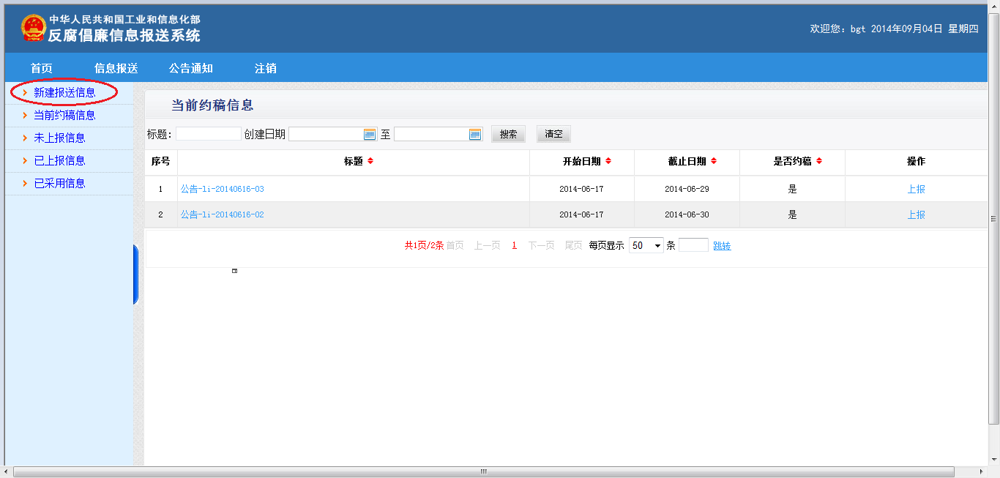 中华人民共和国工业和信息化部
反腐倡廉信息报送系统
欢迎您: bgt 2014年09月04日 星期四
首页 信息报送 公告通知 注销
新建报送信息
当前约稿信息
未上报信息
已上报信息
已采用信息
当前约稿信息
标题: 创建日期 至 搜索 清空
序号 标题 开始日期 截止日期 是否约稿 操作
1 公告-li-20140616-03 2014-06-17 2014-06-29 是 上报
2 公告-li-20140616-02 2014-06-17 2014-06-30 是 上报
共1页/2条 首页 上一页 1 下一页 尾页 每页显示 50 条 跳转